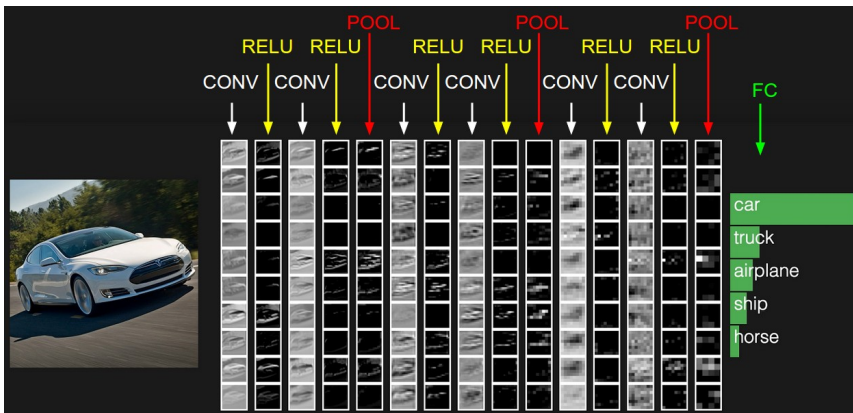 POOL POOL POOL
RELU RELU RELU RELU RELU RELU
CONV CONV CONV CONV CONV CONV
FC
car
truck
airplane
ship
horse